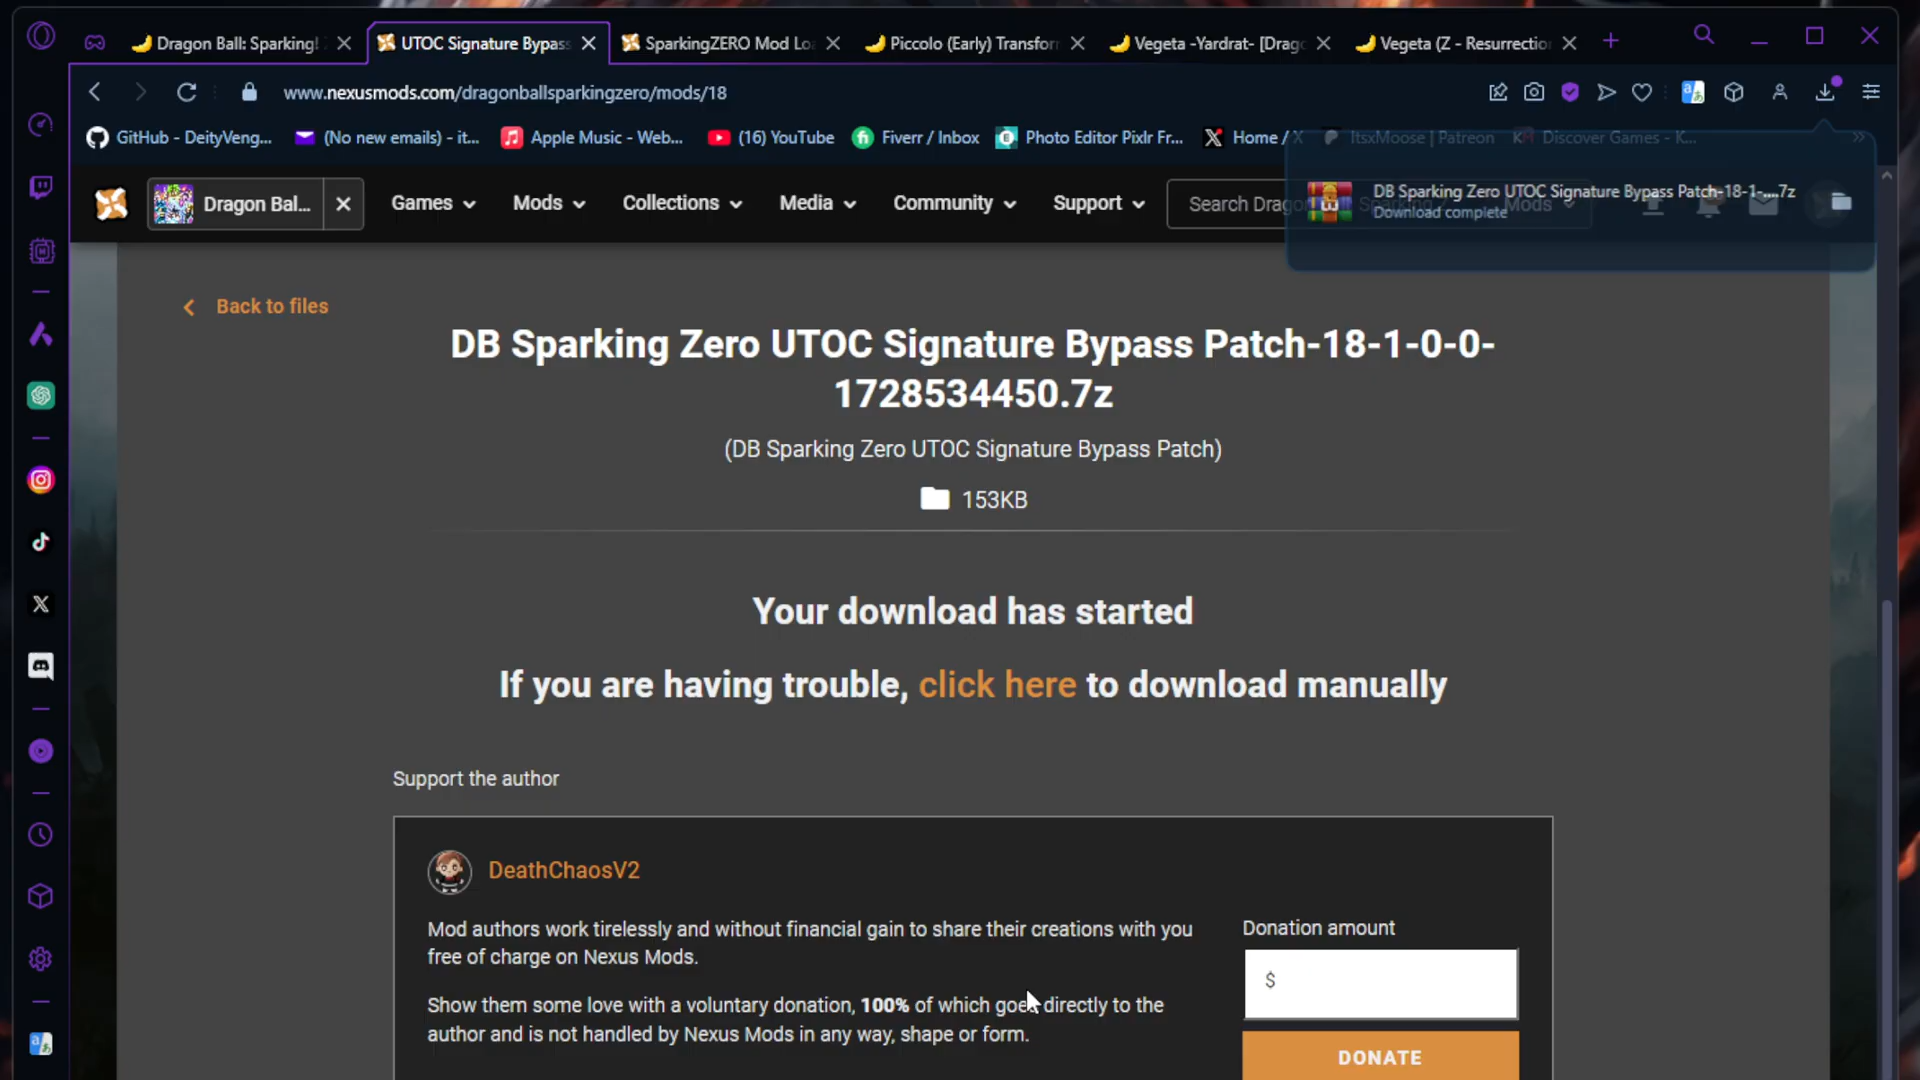 Dragon Ball: Sparking!
UTOC Signature Bypass
SparkingZERO Mod Loa
Piccolo (Early) Transfor
Vegeta -Yardrat- [Drag
Vegeta (Z - Resurrectio
www.nexusmods.com/dragonballsparkingzero/mods/18
GitHub - DeityVeng...
(No new emails) - it...
Apple Music - Web...
(16) YouTube
Fiverr / Inbox
Photo Editor Pixlr Fr...
Home / X
ItsxMoose | Patreon
Discover Games - K...
Dragon Bal...
Games
Mods
Collections
Media
Community
Support
Search Drago
Mods
DB Sparking Zero UTOC Signature Bypass Patch-18-1-....7z
Download complete
Back to files
DB Sparking Zero UTOC Signature Bypass Patch-18-1-0-0-
1728534450.7z
(DB Sparking Zero UTOC Signature Bypass Patch)
153KB
Your download has started
If you are having trouble, click here to download manually
Support the author
DeathChaosV2
Mod authors work tirelessly and without financial gain to share their creations with you
free of charge on Nexus Mods.
Show them some love with a voluntary donation, 100% of which goes directly to the
author and is not handled by Nexus Mods in any way, shape or form.
Donation amount
$
DONATE